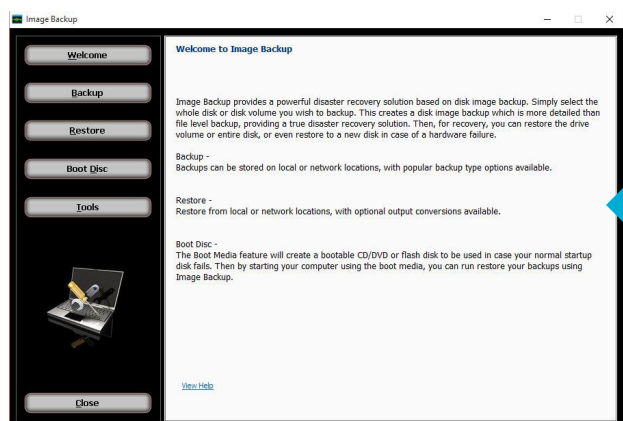 Image Backup
Welcome
Backup
Restore
Boot Disc
Tools
Close
Welcome to Image Backup
Image Backup provides a powerful disaster recovery solution based on disk image backup. Simply select the
whole disk or disk volume you wish to backup. This creates a disk image backup which is more detailed than
file level backup, providing a true disaster recovery solution. Then, for recovery, you can restore the drive
volume or entire disk, or even restore to a new disk in case of a hardware failure.
Backup -
Backups can be stored on local or network locations, with popular backup type options available.
Restore -
Restore from local or network locations, with optional output conversions available.
Boot Disc -
The Boot Media feature will create a bootable CD/DVD or flash disk to be used in case your normal startup
disk fails. Then by starting your computer using the boot media, you can run restore your backups using
Image Backup.
View Help